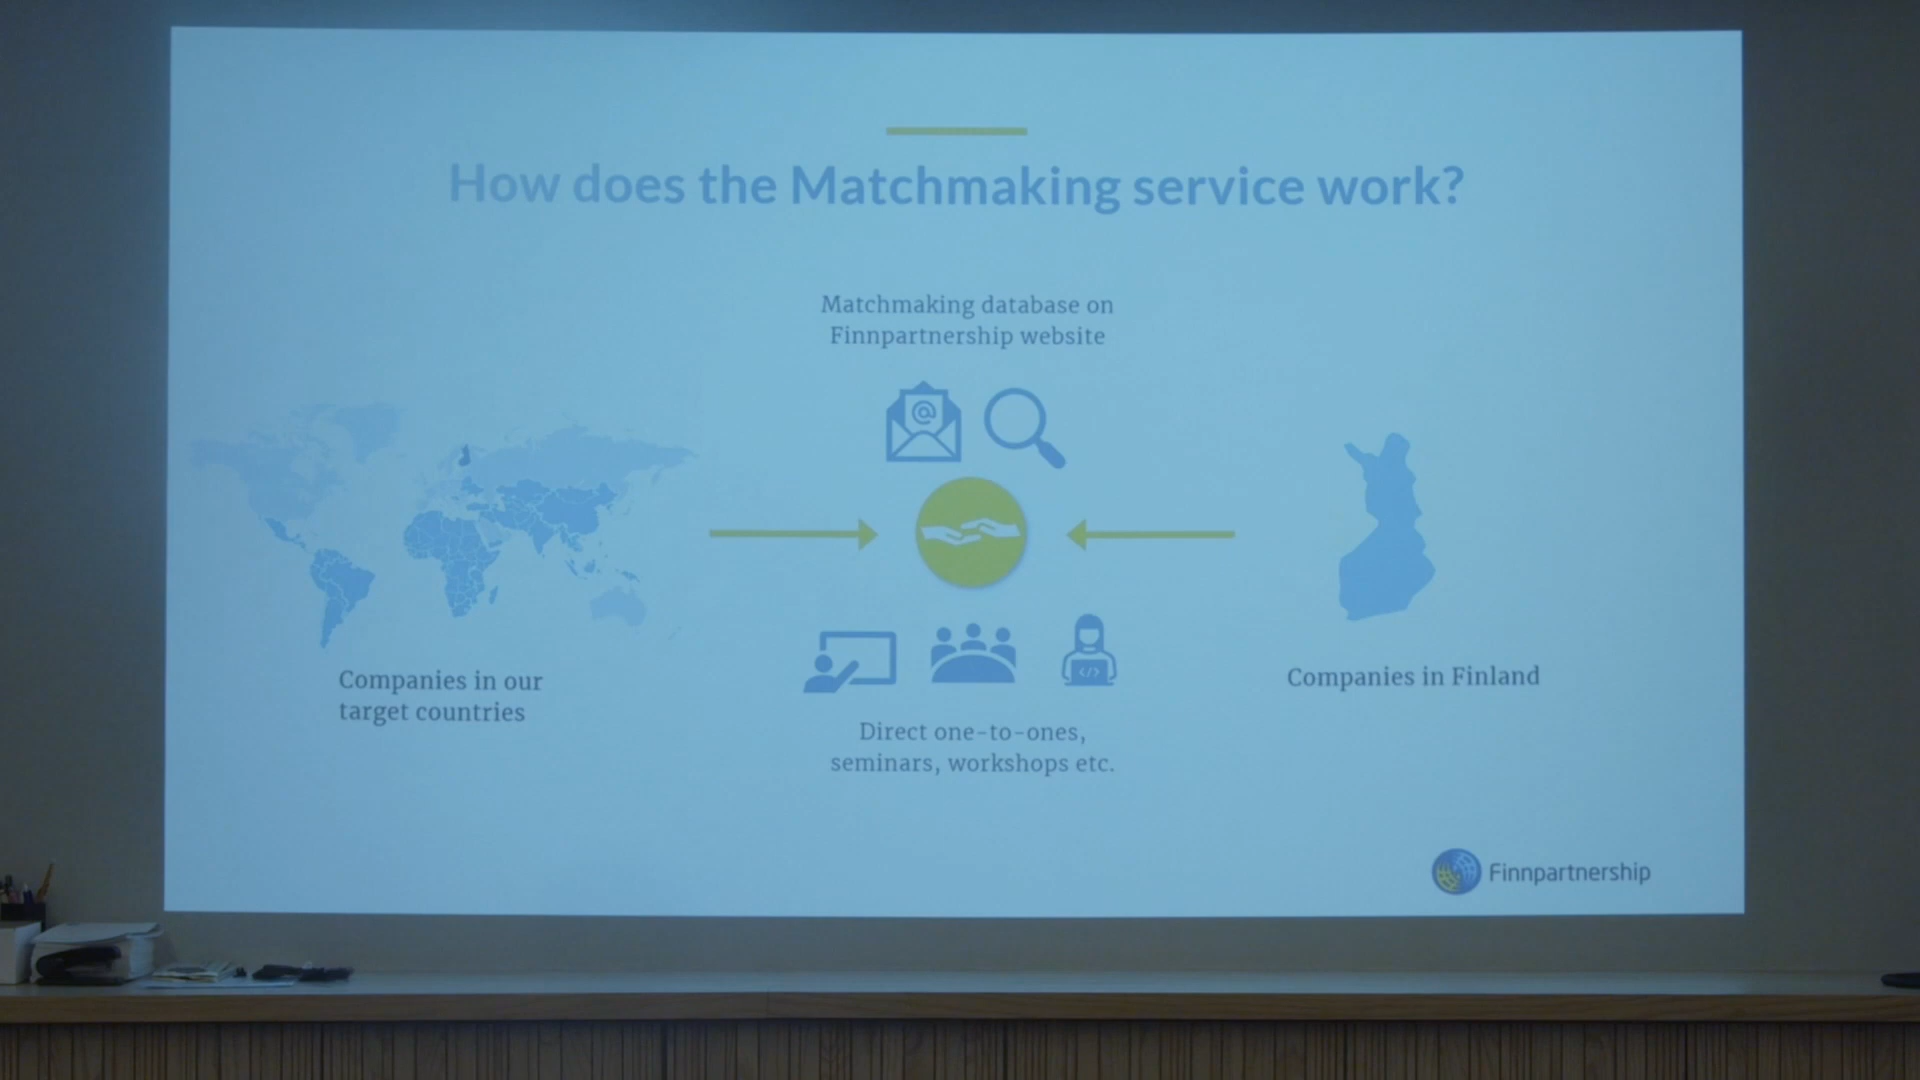 How does the Matchmaking service work?
Matchmaking database on
Finnpartnership website
@
Companies in our
target countries
</>
Companies in Finland
Direct one-to-ones,
seminars, workshops etc.
Finnpartnership